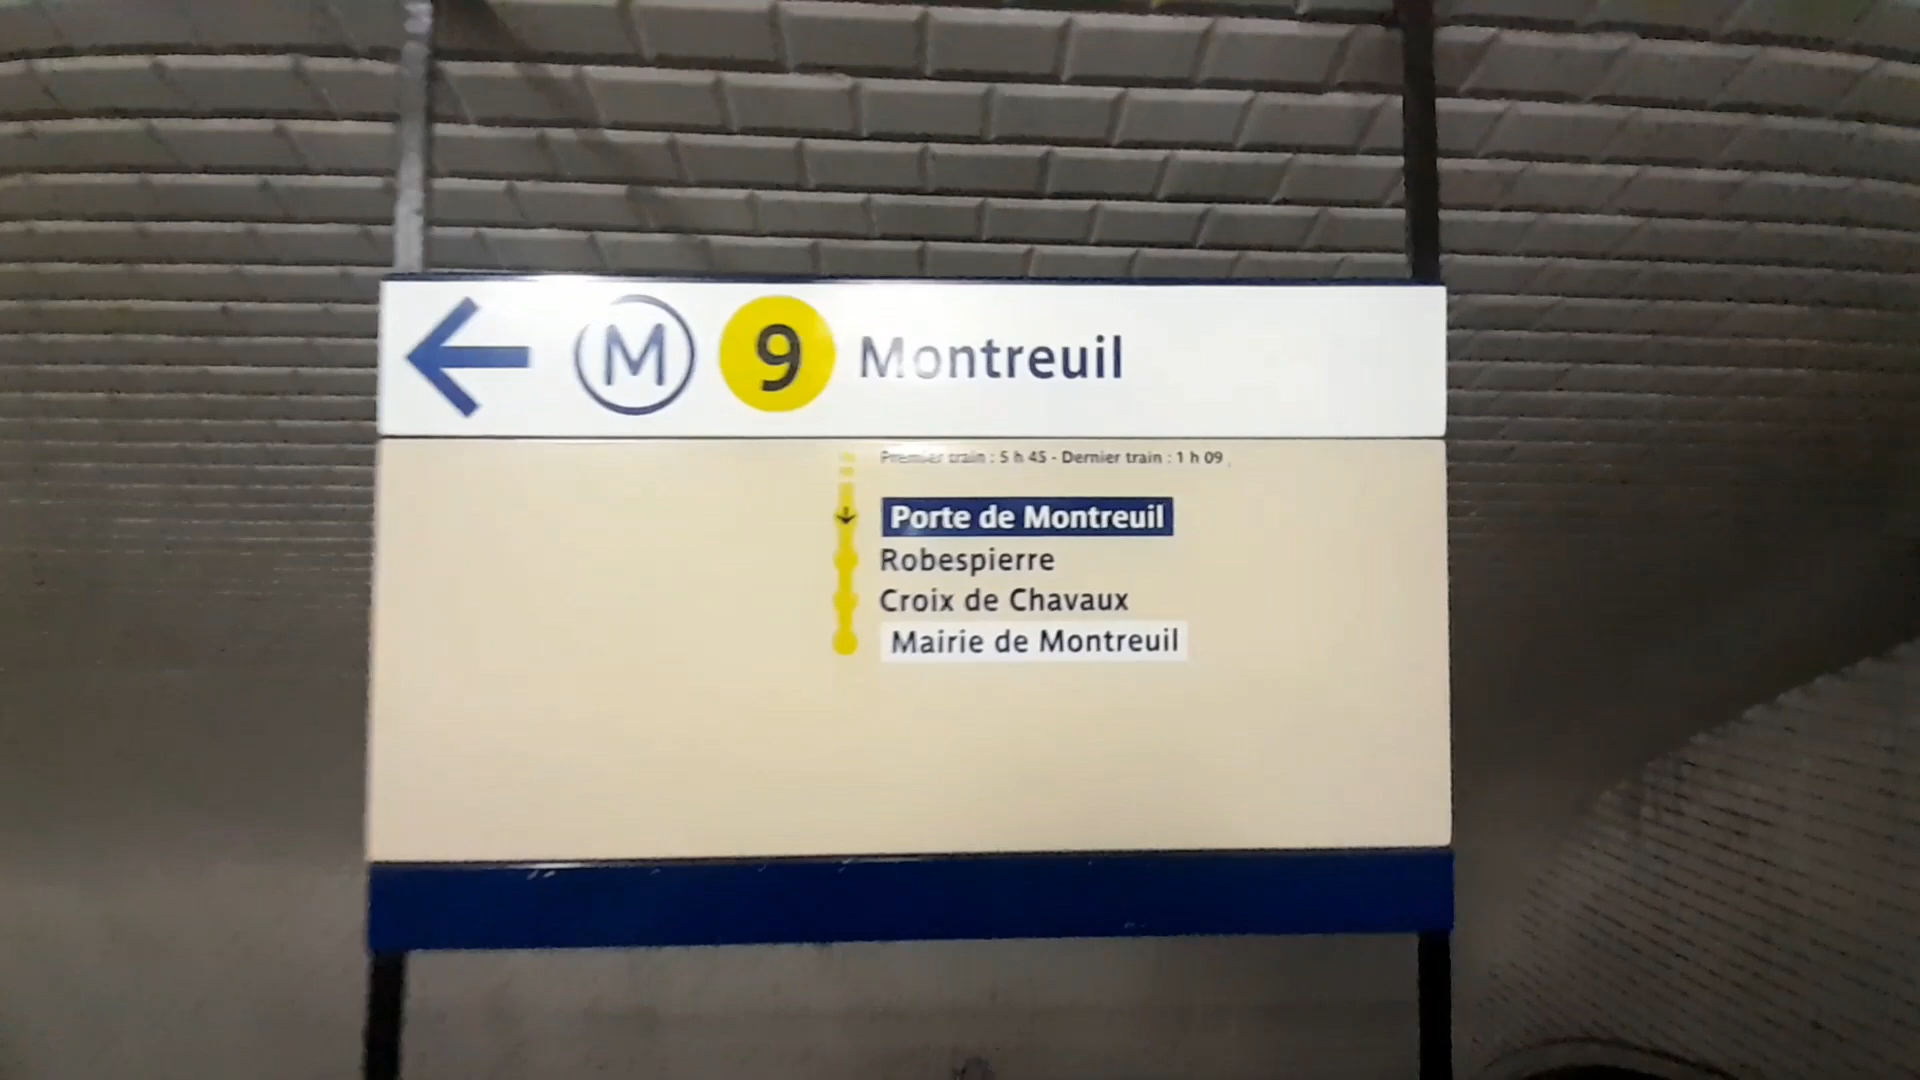 M 9 Montreuil
Premier train : 5 h 45 - Dernier train : 1 h 09
Porte de Montreuil
Robespierre
Croix de Chavaux
Mairie de Montreuil